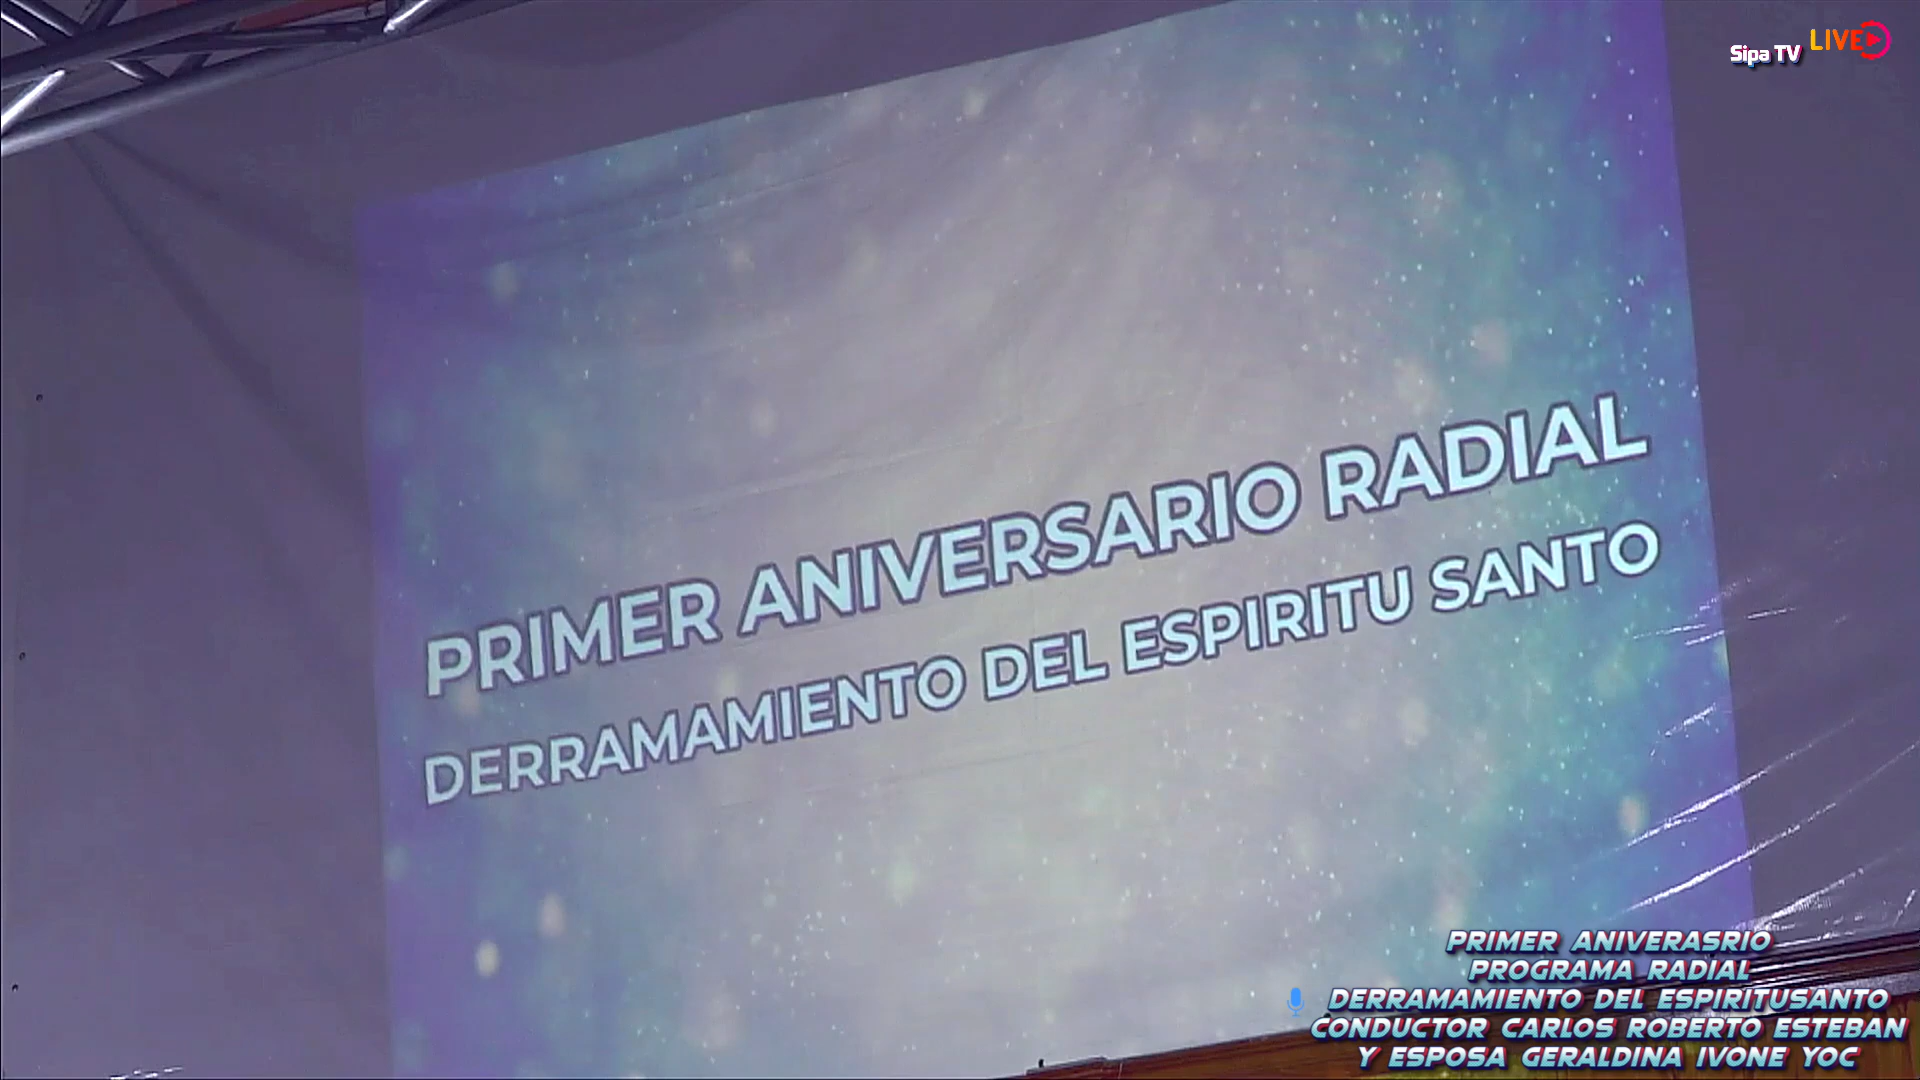 Sipa TV LIVE
PRIMER ANIVERSARIO RADIAL
DERRAMAMIENTO DEL ESPIRITU SANTO
PRIMER ANIVERASRIO
PROGRAMA RADIAL
DERRAMAMIENTO DEL ESPIRITUSANTO
CONDUCTOR CARLOS ROBERTO ESTEBAN
Y ESPOSA GERALDINA IVONE YOC